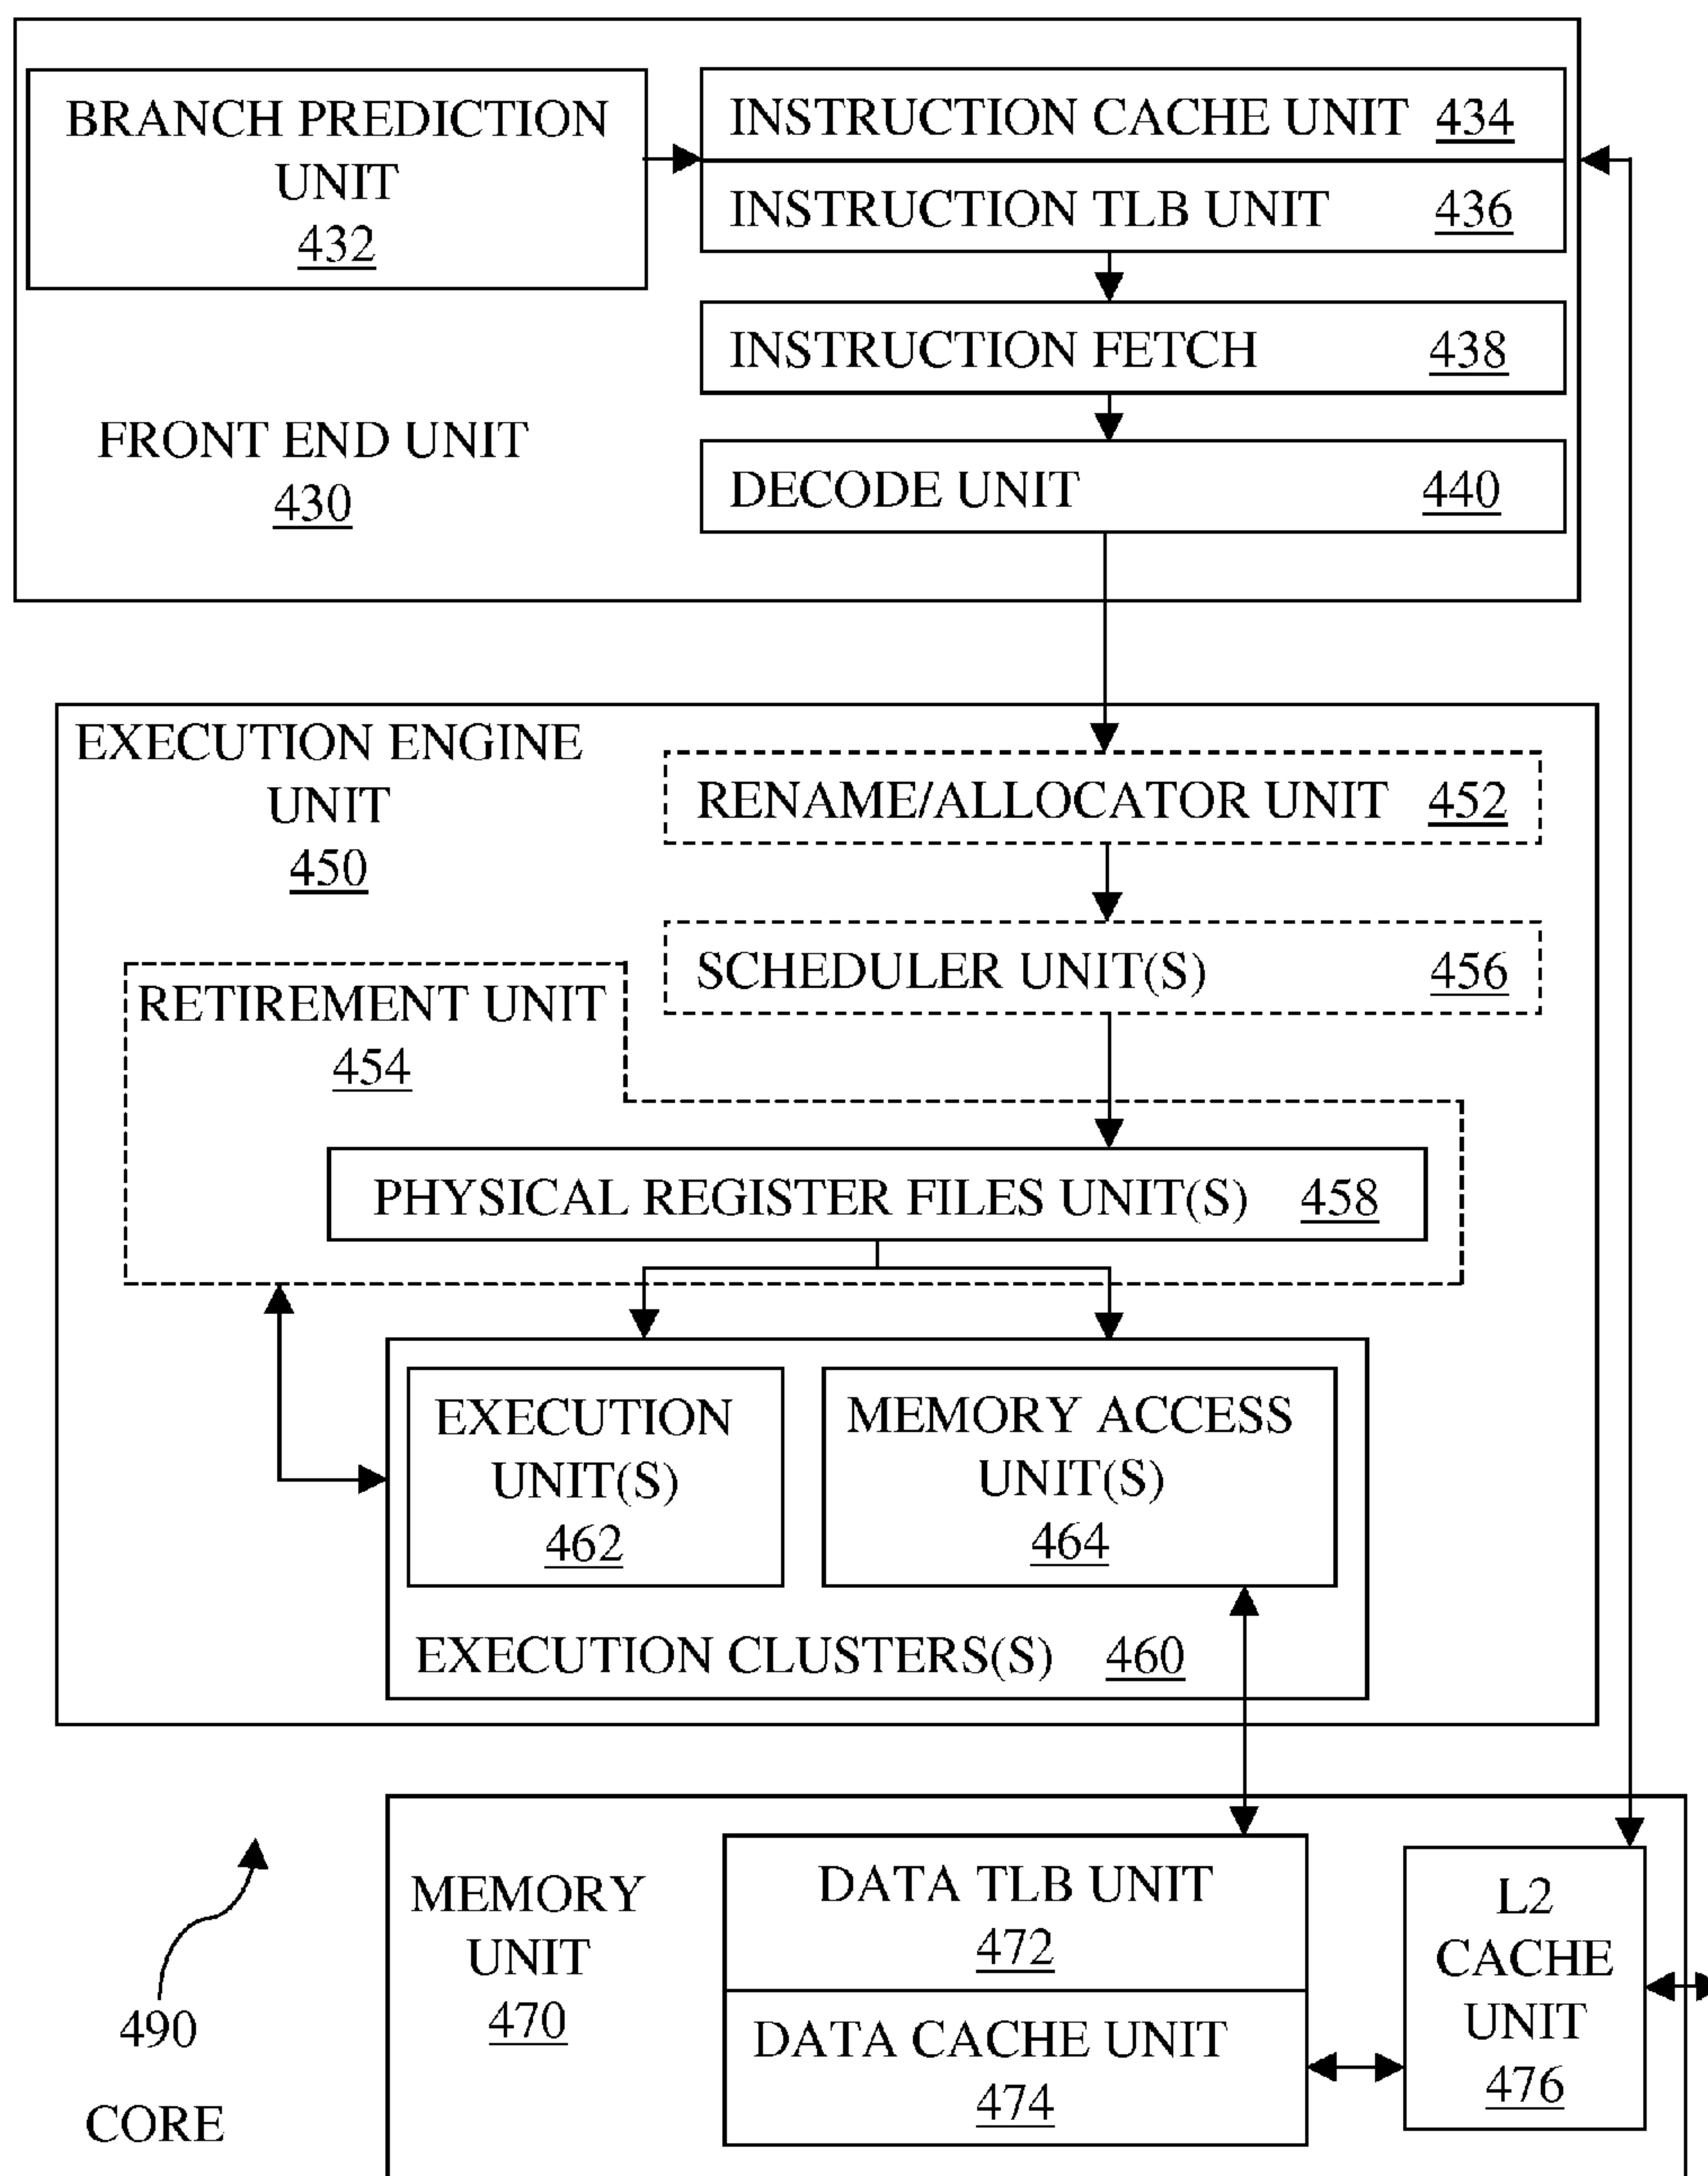 BRANCH PREDICTION
UNIT
432
INSTRUCTION CACHE UNIT 434
INSTRUCTION TLB UNIT 436
INSTRUCTION FETCH 438
FRONT END UNIT
430
DECODE UNIT 440
EXECUTION ENGINE
UNIT
450
RENAME/ALLOCATOR UNIT 452
SCHEDULER UNIT(S) 456
RETIREMENT UNIT
454
PHYSICAL REGISTER FILES UNIT(S) 458
EXECUTION
UNIT(S)
462
MEMORY ACCESS
UNIT(S)
464
EXECUTION CLUSTERS(S) 460
MEMORY
UNIT
470
DATA TLB UNIT
472
DATA CACHE UNIT
474
L2
CACHE
UNIT
476
490
CORE